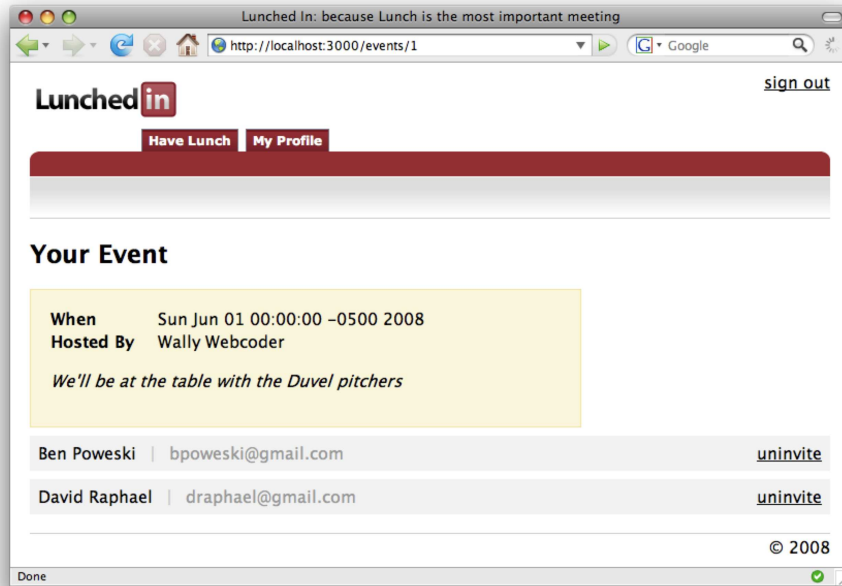 Lunched In: because Lunch is the most important meeting
http://localhost:3000/events/1
G Google
sign out
Lunched in
Have Lunch My Profile
Your Event
When Sun Jun 01 00:00:00 -0500 2008
Hosted By Wally Webcoder
We'll be at the table with the Duvel pitchers
Ben Poweski | bpoweski@gmail.com uninvite
David Raphael | draphael@gmail.com uninvite
© 2008
Done